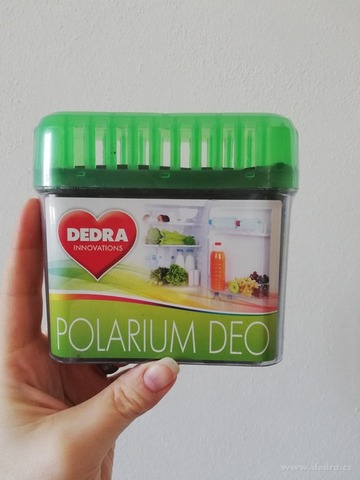 DEDRA
INNOVATIONS
POLARIUM DEO
www.dedra.cz